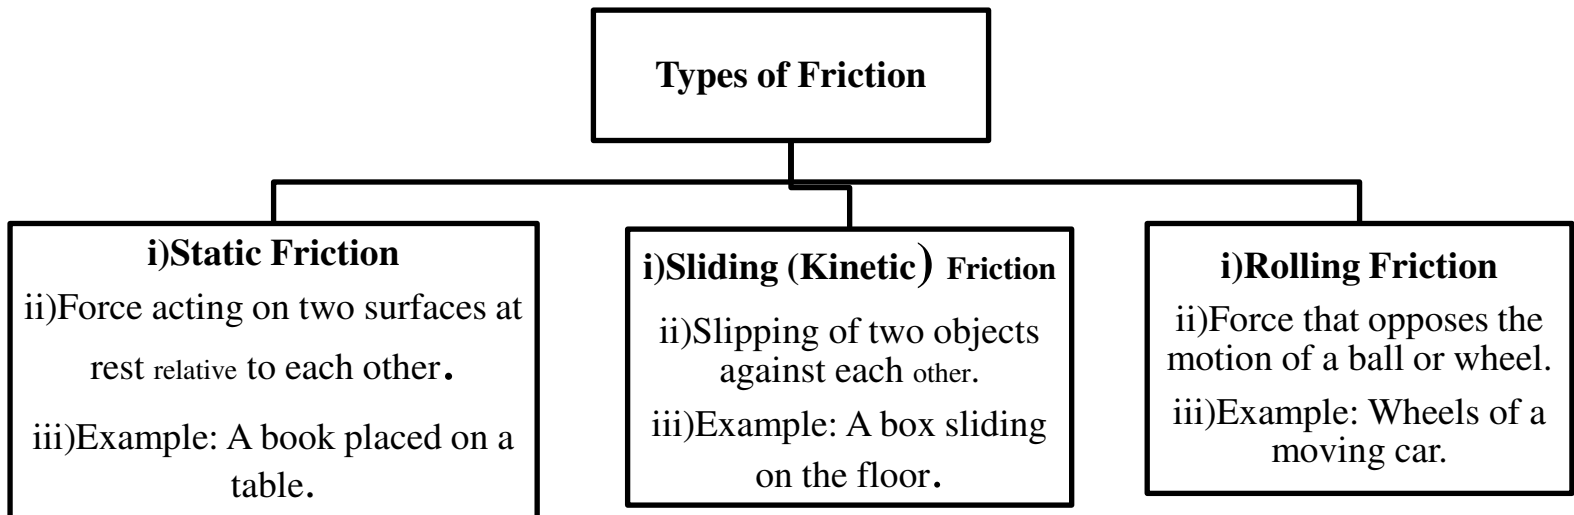 Types of Friction
i)Static Friction
ii)Force acting on two surfaces at
rest relative to each other.
iii)Example: A book placed on a
table.
i)Sliding (Kinetic) Friction
ii)Slipping of two objects
against each other.
iii)Example: A box sliding
on the floor.
i)Rolling Friction
ii)Force that opposes the
motion of a ball or wheel.
iii)Example: Wheels of a
moving car.